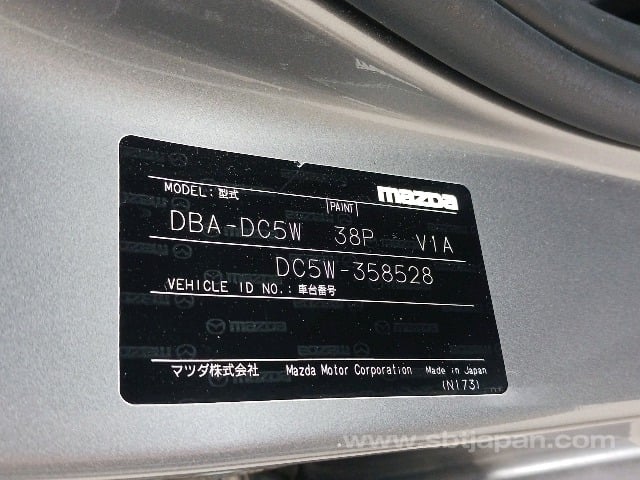 mazda
MODEL: 型式 PAINT
DBA-DC5W 38P V1A
DC5W-358528
VEHICLE ID NO.: 車台番号
マツダ株式会社 Mazda Motor Corporation Made in Japan
(N173)
www.sbtjapan.com